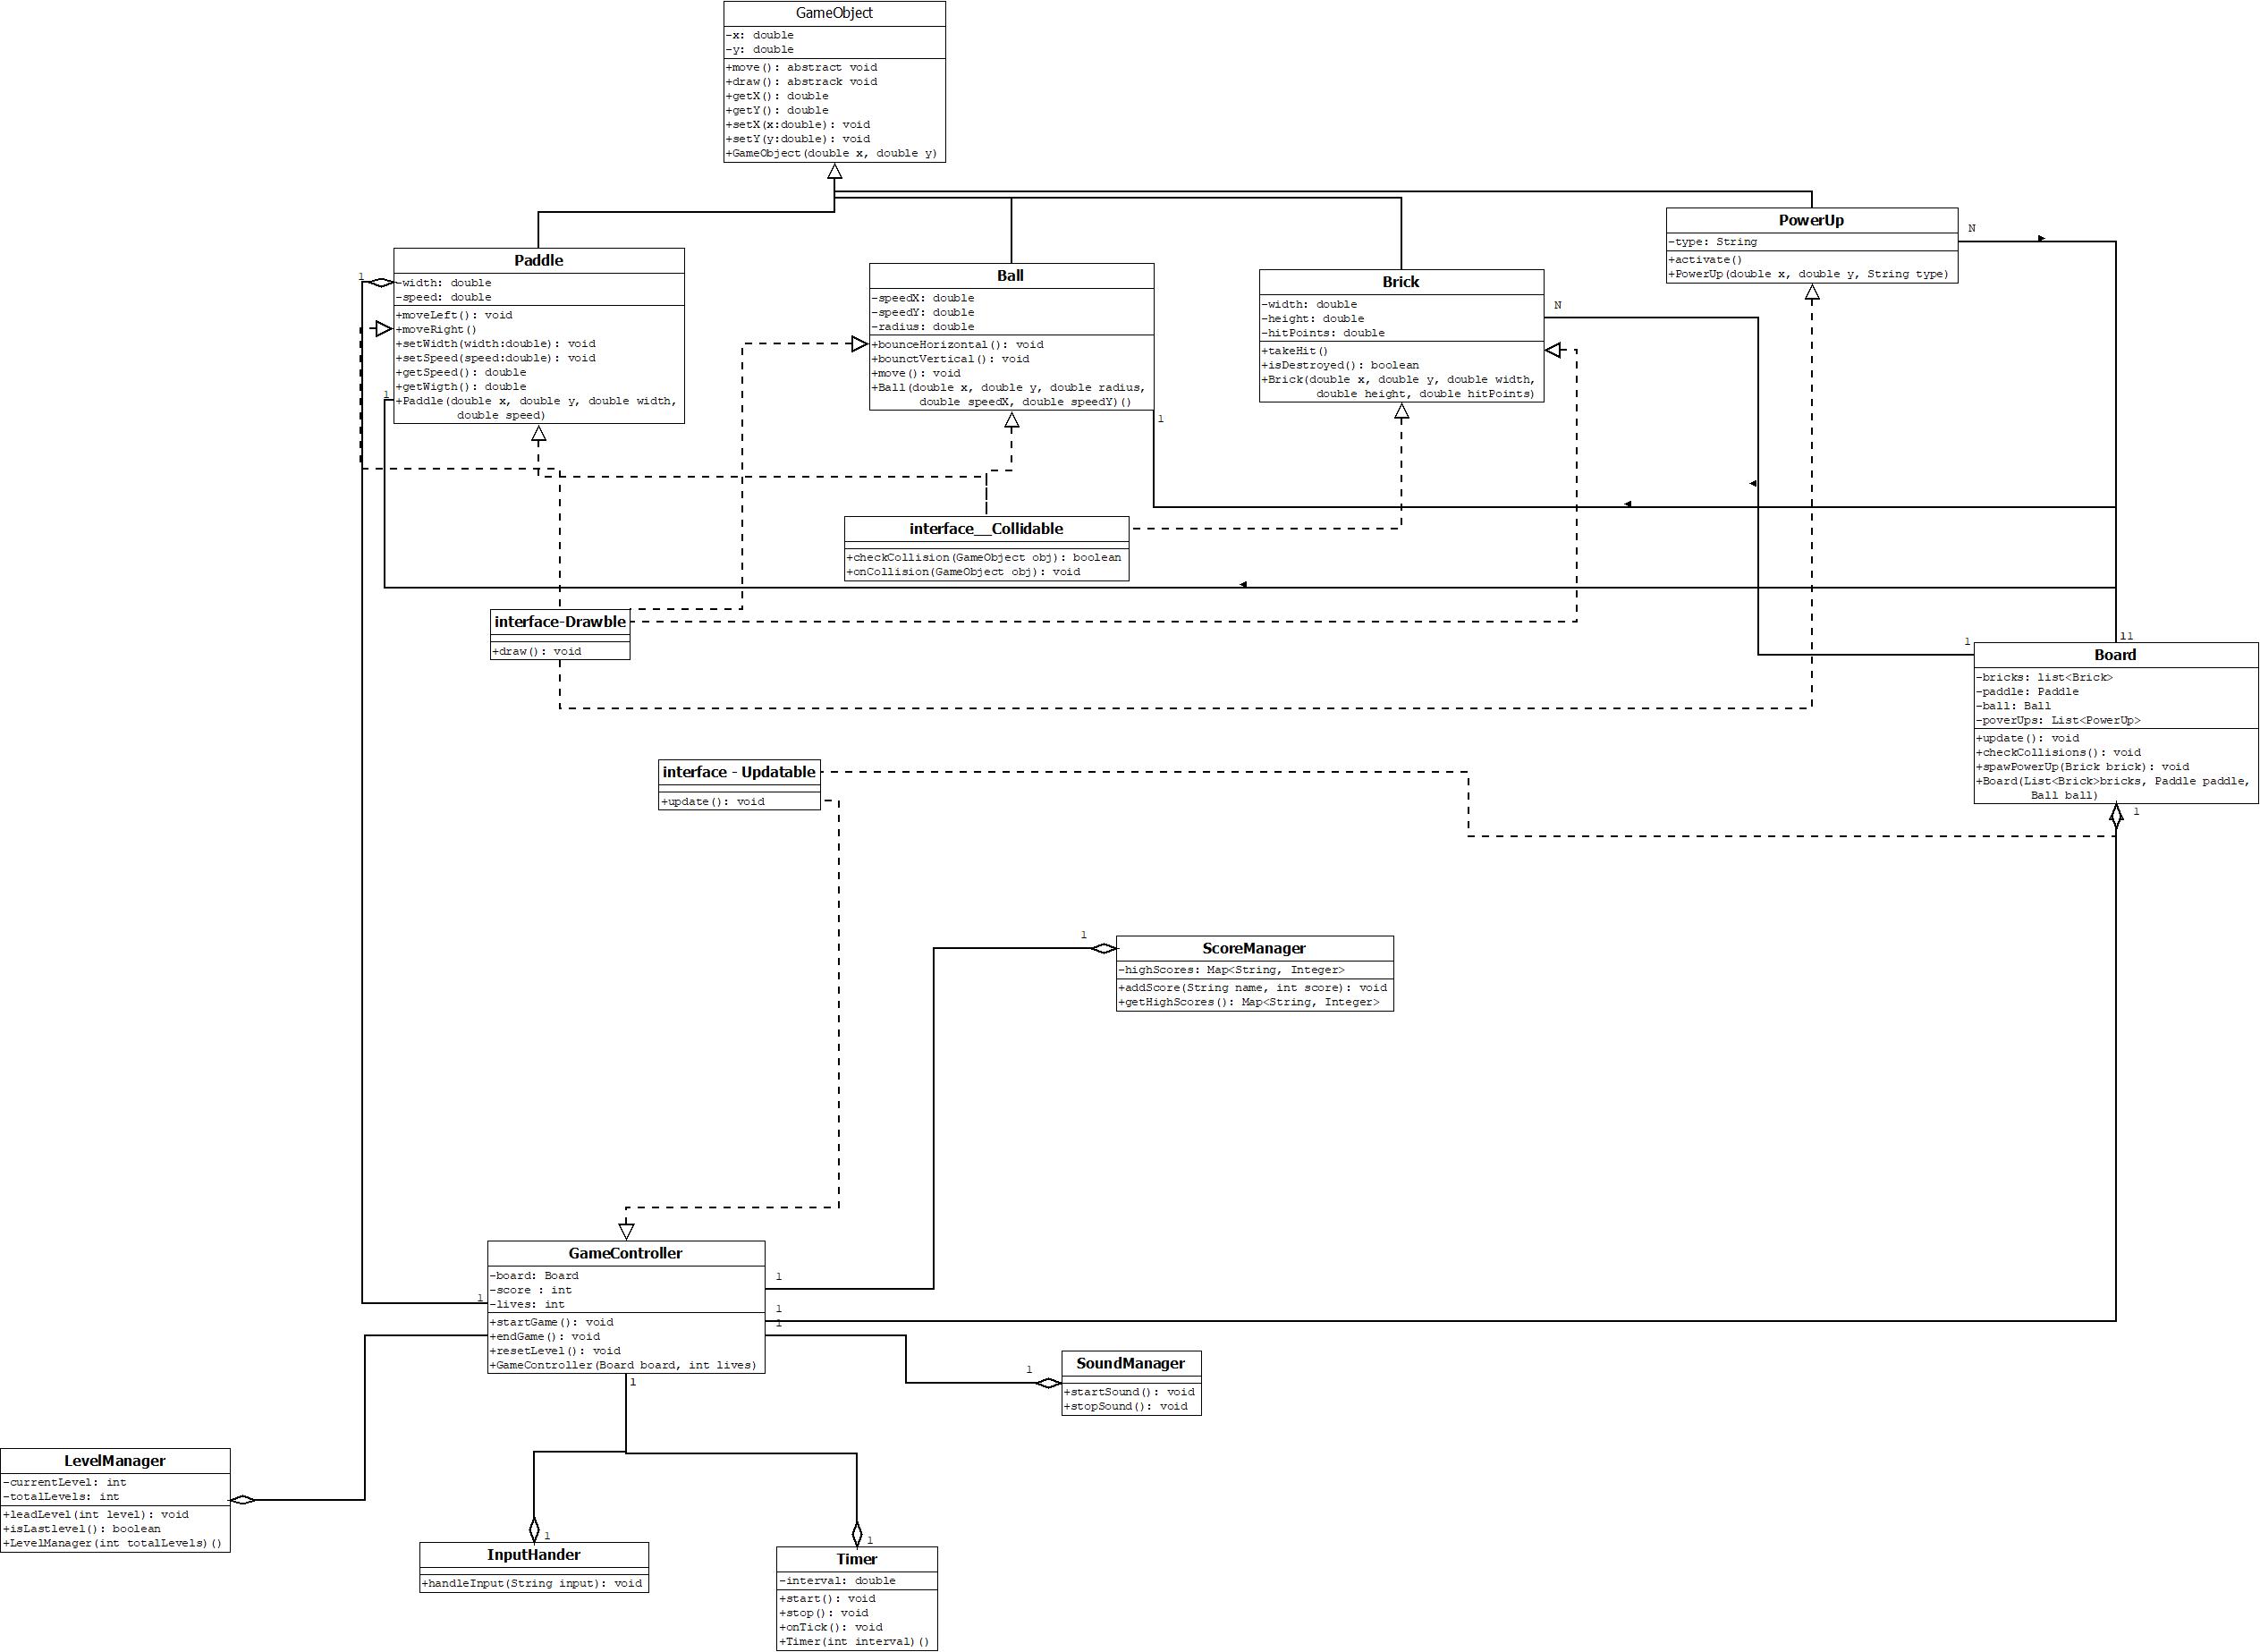 GameObject
-x: double
-y: double
+move(): abstract void
+draw(): abstrack void
+getX(): double
+getY(): double
+setX(x:double): void
+setY(y:double): void
+GameObject(double x, double y)
PowerUp
-type: String
+activate()
+PowerUp(double x, double y, String type)
N
Paddle
-width: double
-speed: double
+moveLeft(): void
+moveRight()
+setWidth(width:double): void
+setSpeed(speed:double): void
+getSpeed(): double
+getWigth(): double
+Paddle(double x, double y, double width,
double speed)
1
1
Ball
-speedX: double
-speedY: double
-radius: double
+bounceHorizontal(): void
+bounctVertical(): void
+move(): void
+Ball(double x, double y, double radius,
double speedX, double speedY)()
1
Brick
-width: double
-height: double
-hitPoints: double
+takeHit()
+isDestroyed(): boolean
+Brick(double x, double y, double width,
double height, double hitPoints)
N
interface__Collidable
+checkCollision(GameObject obj): boolean
+onCollision(GameObject obj): void
interface-Drawble
+draw(): void
1
11
Board
-bricks: list<Brick>
-paddle: Paddle
-ball: Ball
-poverUps: List<PowerUp>
+update(): void
+checkCollisions(): void
+spawPowerUp(Brick brick): void
+Board(List<Brick>bricks, Paddle paddle,
Ball ball)
1
interface - Updatable
+update(): void
1
ScoreManager
-highScores: Map<String, Integer>
+addScore(String name, int score): void
+getHighScores(): Map<String, Integer>
GameController
-board: Board
-score : int
-lives: int
+startGame(): void
+endGame(): void
+resetLevel(): void
+GameController(Board board, int lives)
1
1
1
1
1
1
SoundManager
+startSound(): void
+stopSound(): void
LevelManager
-currentLevel: int
-totalLevels: int
+leadLevel(int level): void
+isLastlevel(): boolean
+LevelManager(int totalLevels)()
1
InputHander
+handleInput(String input): void
1
Timer
-interval: double
+start(): void
+stop(): void
+onTick(): void
+Timer(int interval)()